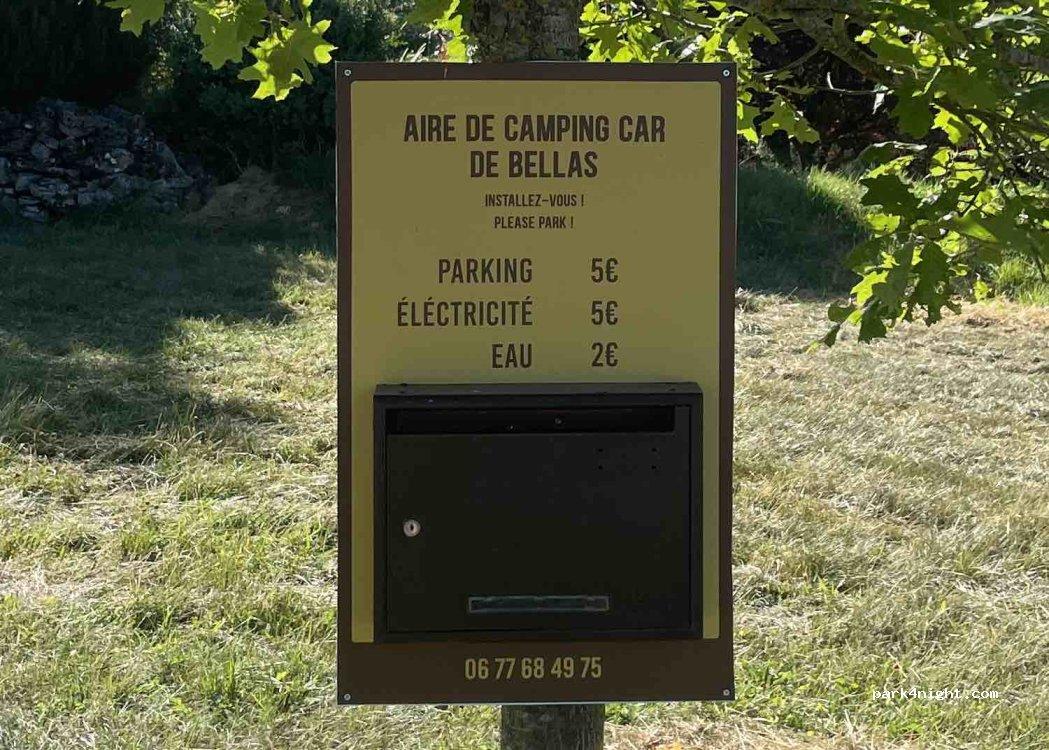 AIRE DE CAMPING CAR
DE BELLAS
INSTALLEZ-VOUS !
PLEASE PARK !
PARKING 5€
ÉLÉCTRICITÉ 5€
EAU 2€
06 77 68 49 75
park4night.com